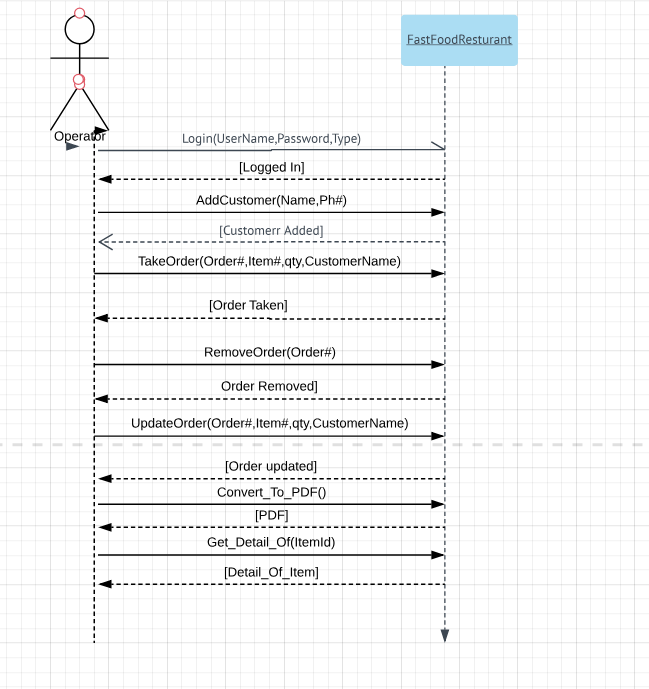 FastFoodResturant
Operator
Login(UserName,Password,Type)
[Logged In]
AddCustomer(Name,Ph#)
[Customerr Added]
TakeOrder(Order#,Item#,qty,CustomerName)
[Order Taken]
RemoveOrder(Order#)
Order Removed]
UpdateOrder(Order#,Item#,qty,CustomerName)
[Order updated]
Convert_To_PDF()
[PDF]
Get_Detail_Of(ItemId)
[Detail_Of_Item]